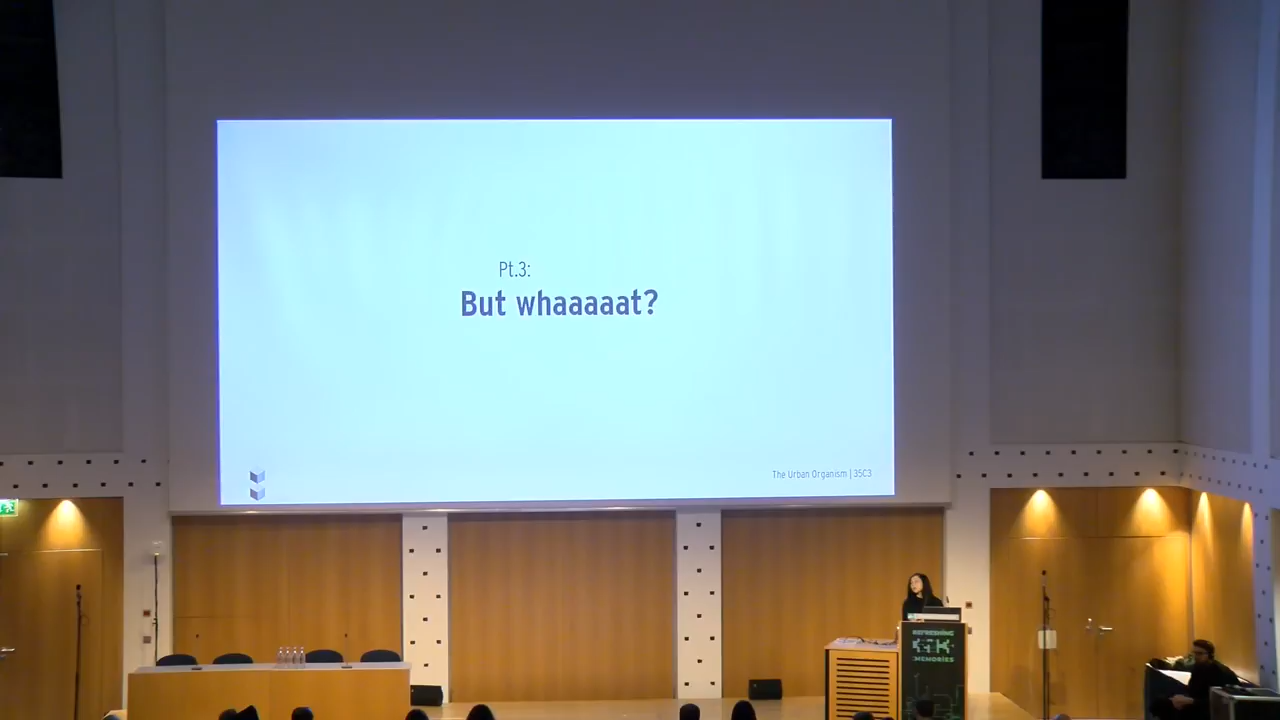 Pt.3:
But whaaaaat?
The Urban Organism | 35C3
REFRESHING
MEMORIES